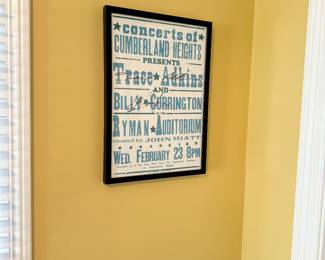 ★concerts of★
CUMBERLAND HEIGHTS
PRESENTS
Trace★Adkins
AND
BILLY★CURRINGTON
RYMAN★AUDITORIUM
Hosted by JOHN HIATT
WED. FEBRUARY 23 8PM